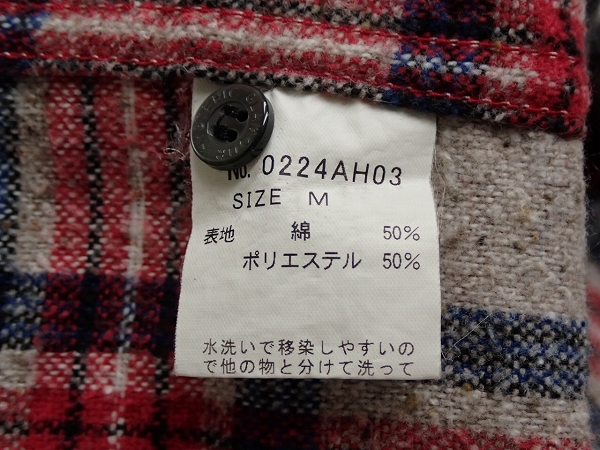 No. 0224AH03
SIZE M
表地 綿 50%
ポリエステル 50%
水洗いで移染しやすいの
で他の物と分けて洗って